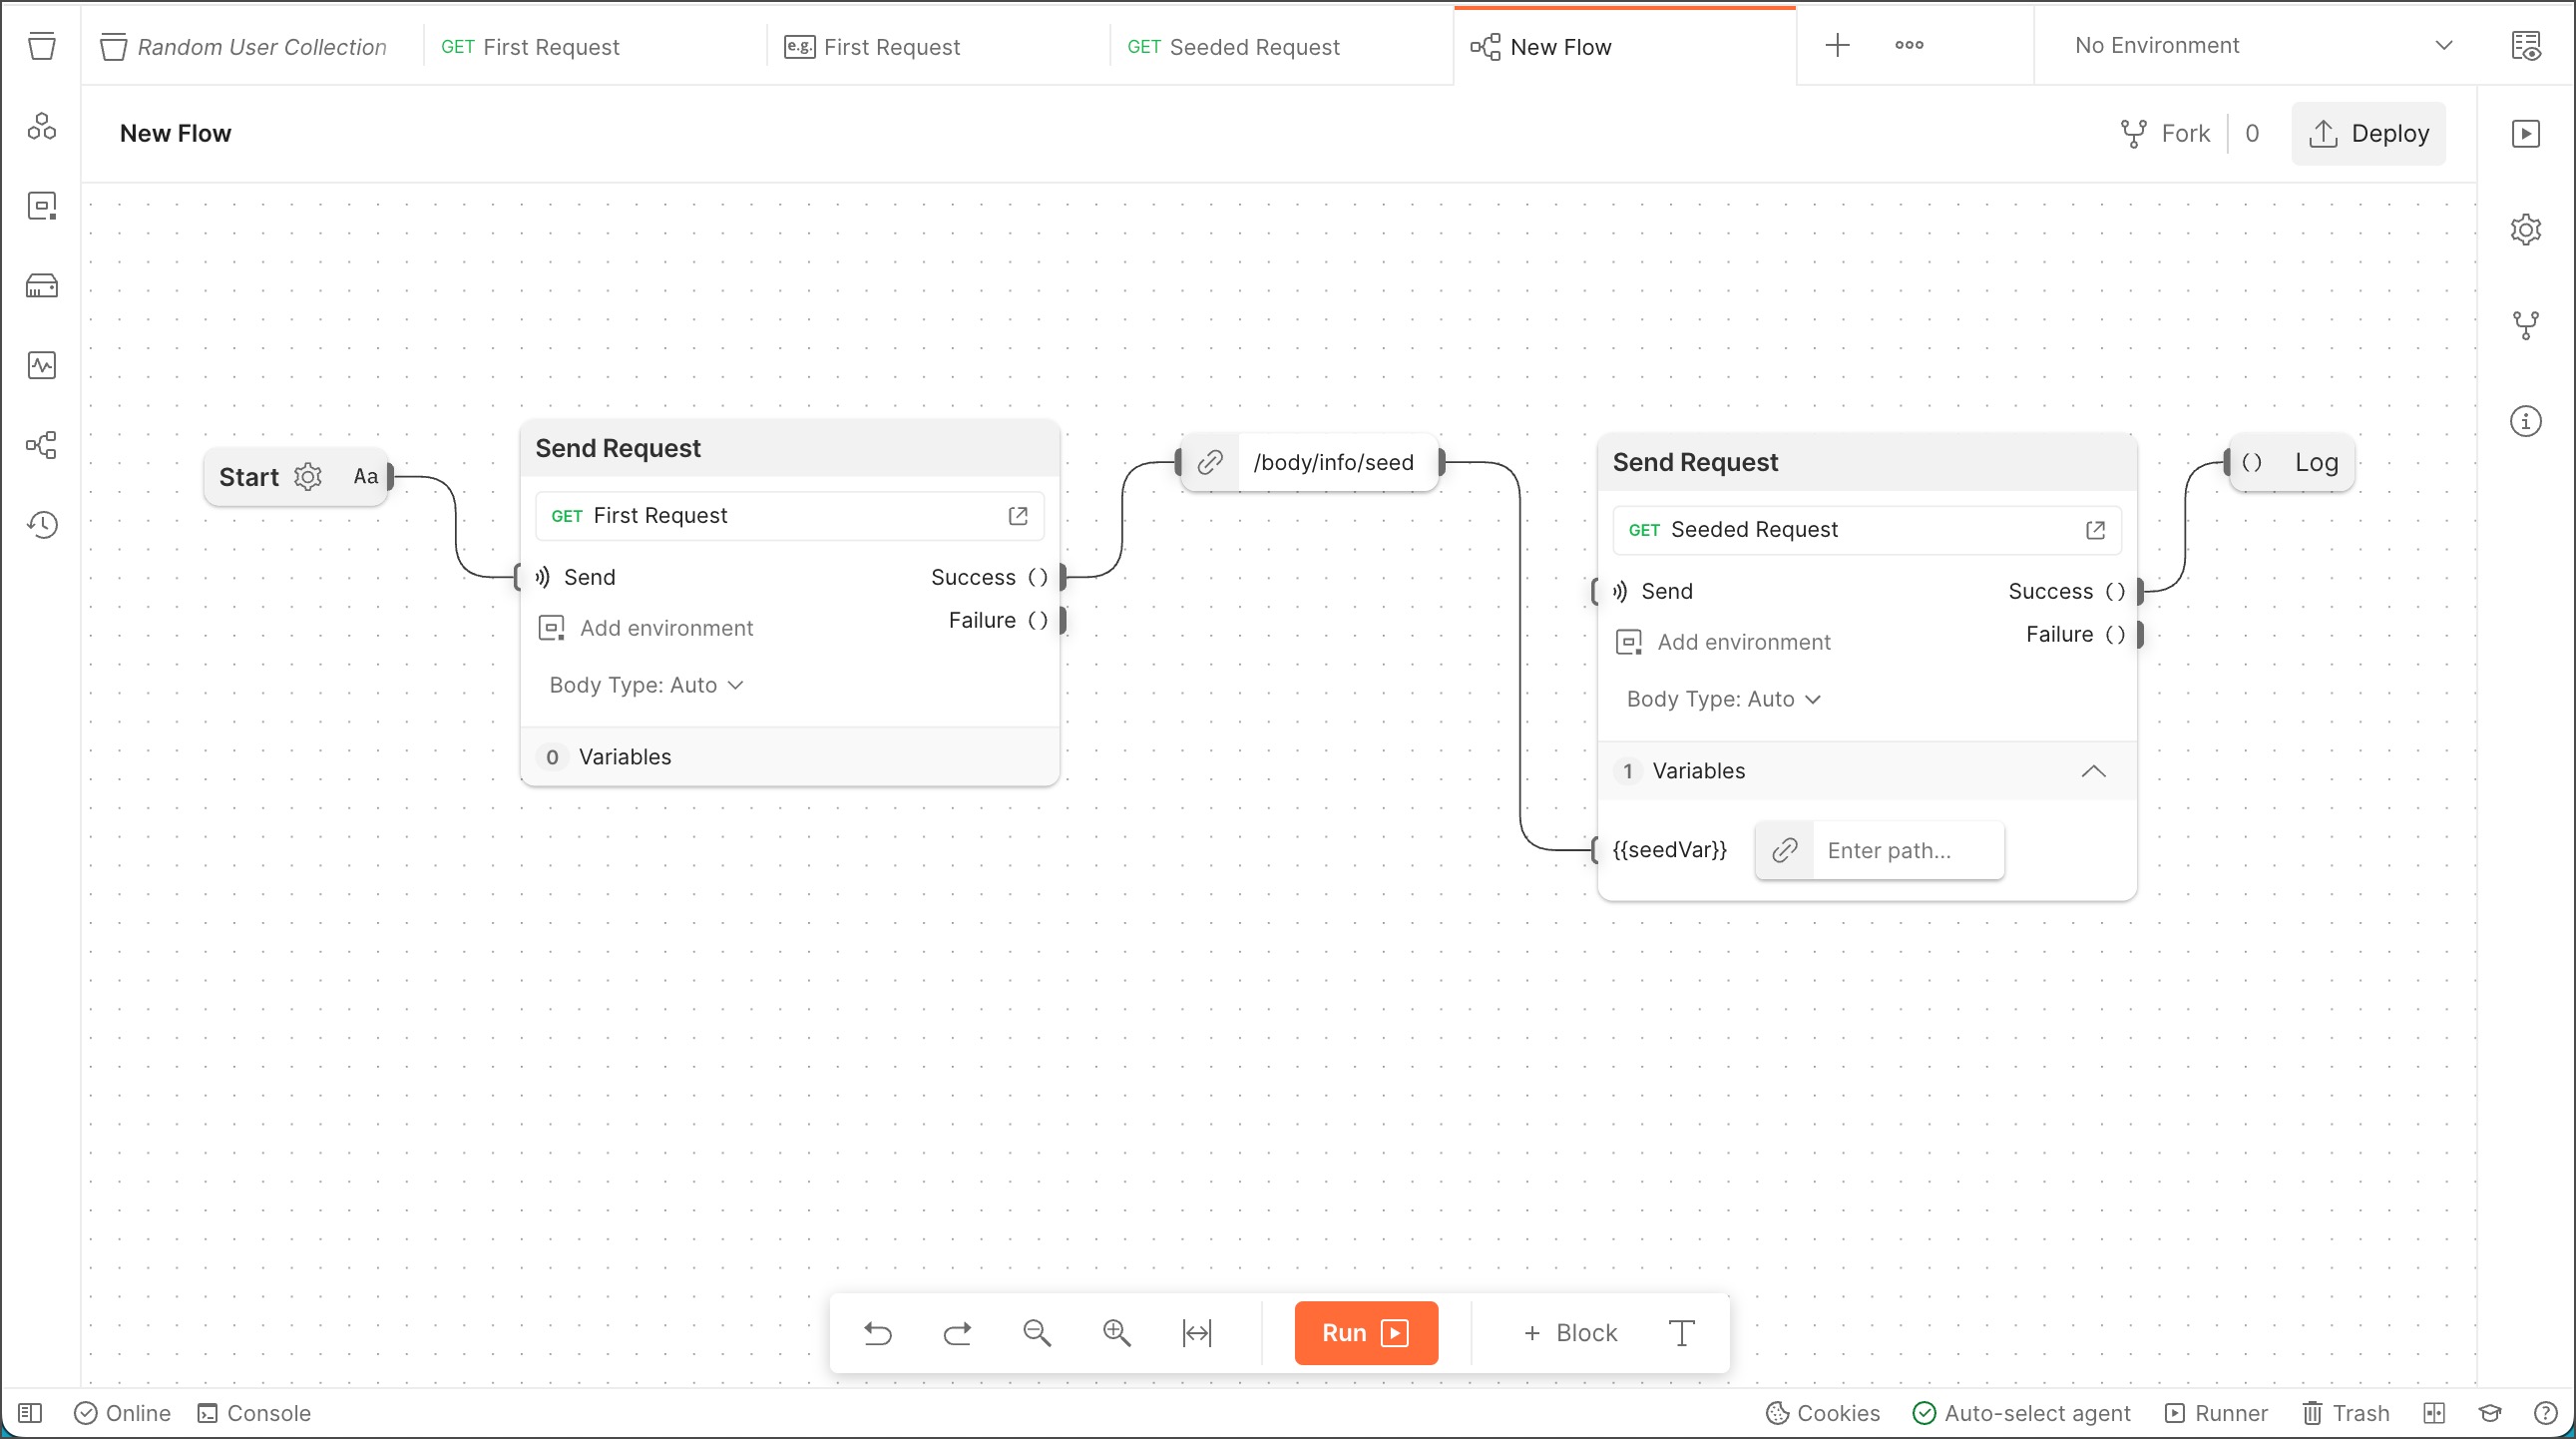 Random User Collection
GET First Request
e.g. First Request
GET Seeded Request
New Flow
No Environment
New Flow
Fork 0
Deploy
Start Aa
Send Request
GET First Request
Send Success ()
Failure ()
Add environment
Body Type: Auto
0 Variables
/body/info/seed
Send Request
GET Seeded Request
Send Success ()
Failure ()
Add environment
Body Type: Auto
1 Variables
{{seedVar}} Enter path...
() Log
Run
+ Block
T
Online
Console
Cookies
Auto-select agent
Runner
Trash